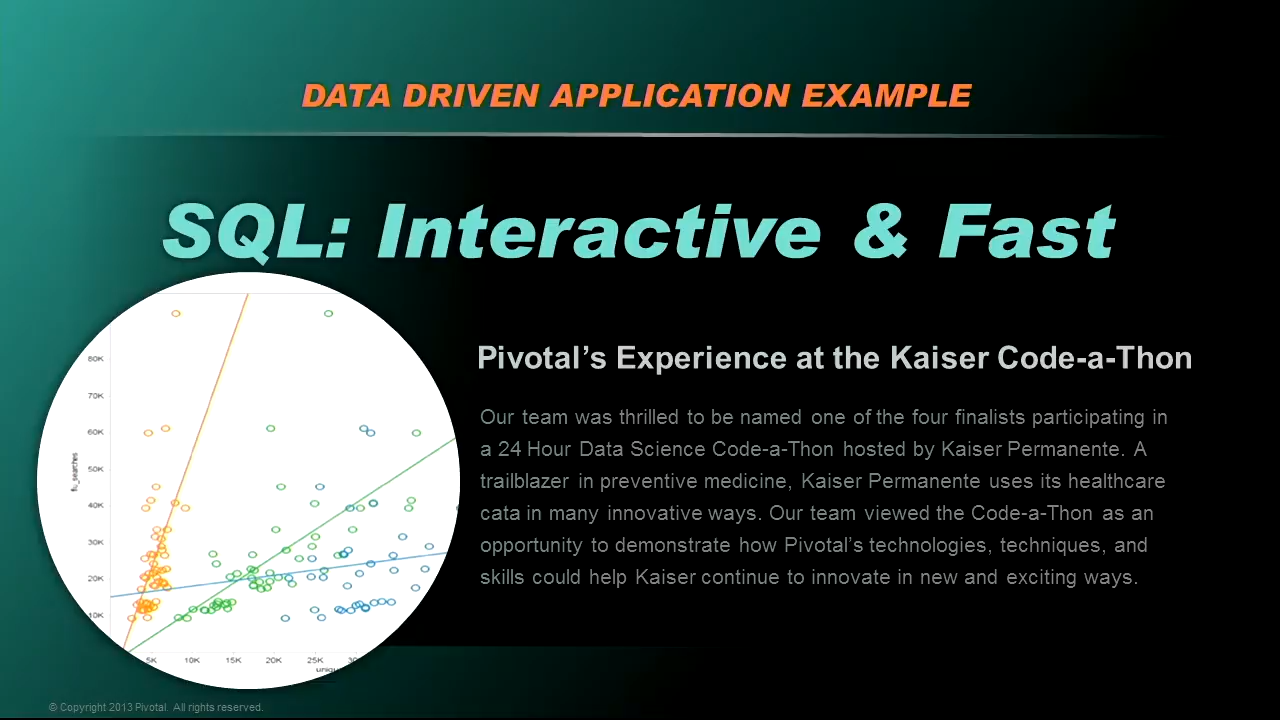 DATA DRIVEN APPLICATION EXAMPLE
SQL: Interactive & Fast
Pivotal’s Experience at the Kaiser Code-a-Thon
Our team was thrilled to be named one of the four finalists participating in
a 24 Hour Data Science Code-a-Thon hosted by Kaiser Permanente. A
trailblazer in preventive medicine, Kaiser Permanente uses its healthcare
cata in many innovative ways. Our team viewed the Code-a-Thon as an
opportunity to demonstrate how Pivotal’s technologies, techniques, and
skills could help Kaiser continue to innovate in new and exciting ways.
80K
70K
60K
50K
40K
30K
20K
10K
flu_searches
5K 10K 15K 20K 25K
© Copyright 2013 Pivotal. All rights reserved.